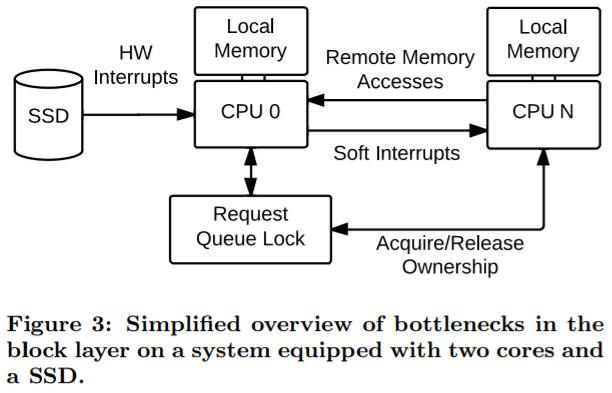 Local
Memory
Local
Memory
HW
Interrupts
Remote Memory
Accesses
SSD
CPU 0
CPU N
Soft Interrupts
Request
Queue Lock
Acquire/Release
Ownership
Figure 3: Simplified overview of bottlenecks in the
block layer on a system equipped with two cores and
a SSD.